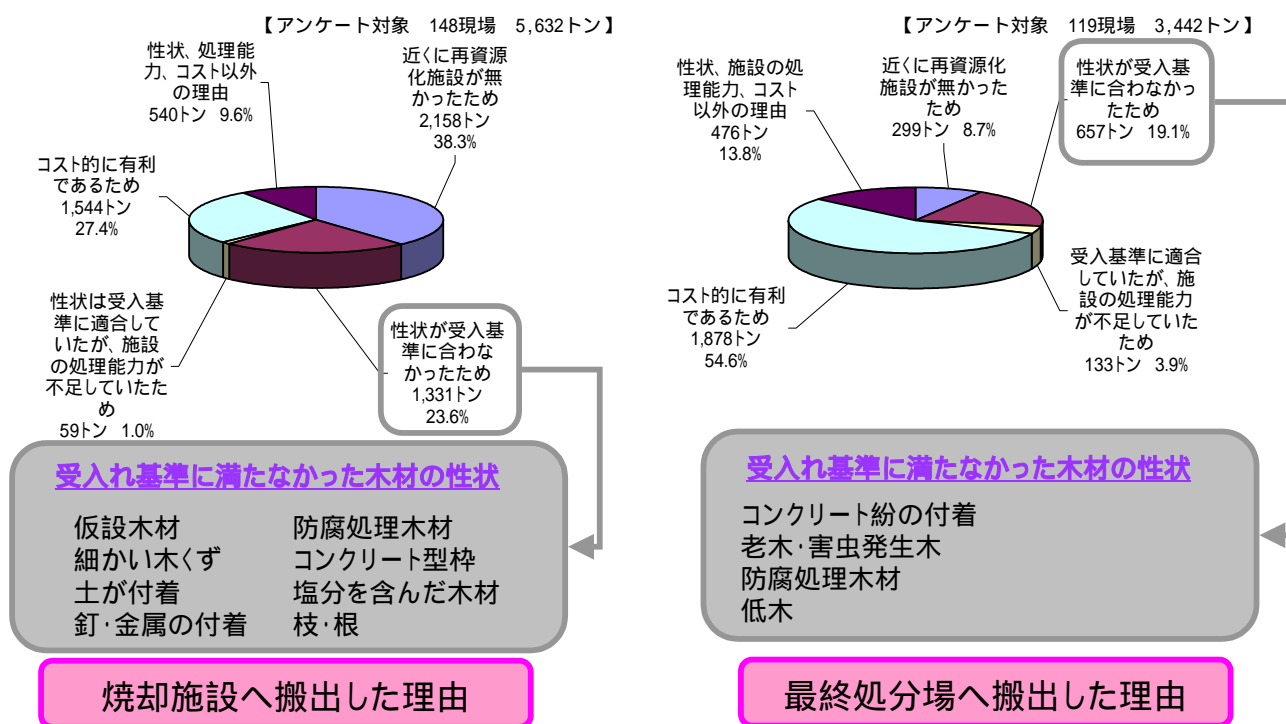 【アンケート対象 148現場 5,632トン】
性状、処理能
力、コスト以外
の理由
540トン 9.6%
近くに再資源
化施設が無
かったため
2,158トン
38.3%
コスト的に有利
であるため
1,544トン
27.4%
性状は受入基
準に適合して
いたが、施設
の処理能力が
不足していたた
め
59トン 1.0%
性状が受入基
準に合わな
かったため
1,331トン
23.6%
受入れ基準に満たなかった木材の性状
仮設木材
細かい木くず
土が付着
釘・金属の付着
防腐処理木材
コンクリート型枠
塩分を含んだ木材
枝・根
焼却施設へ搬出した理由
【アンケート対象 119現場 3,442トン】
性状、施設の処
理能力、コスト
以外の理由
476トン
13.8%
近くに再資源化
施設が無かった
ため
299トン 8.7%
性状が受入基
準に合わなかっ
たため
657トン 19.1%
コスト的に有利
であるため
1,878トン
54.6%
受入基準に適合
していたが、施
設の処理能力
が不足していた
ため
133トン 3.9%
受入れ基準に満たなかった木材の性状
コンクリート紛の付着
老木・害虫発生木
防腐処理木材
低木
最終処分場へ搬出した理由